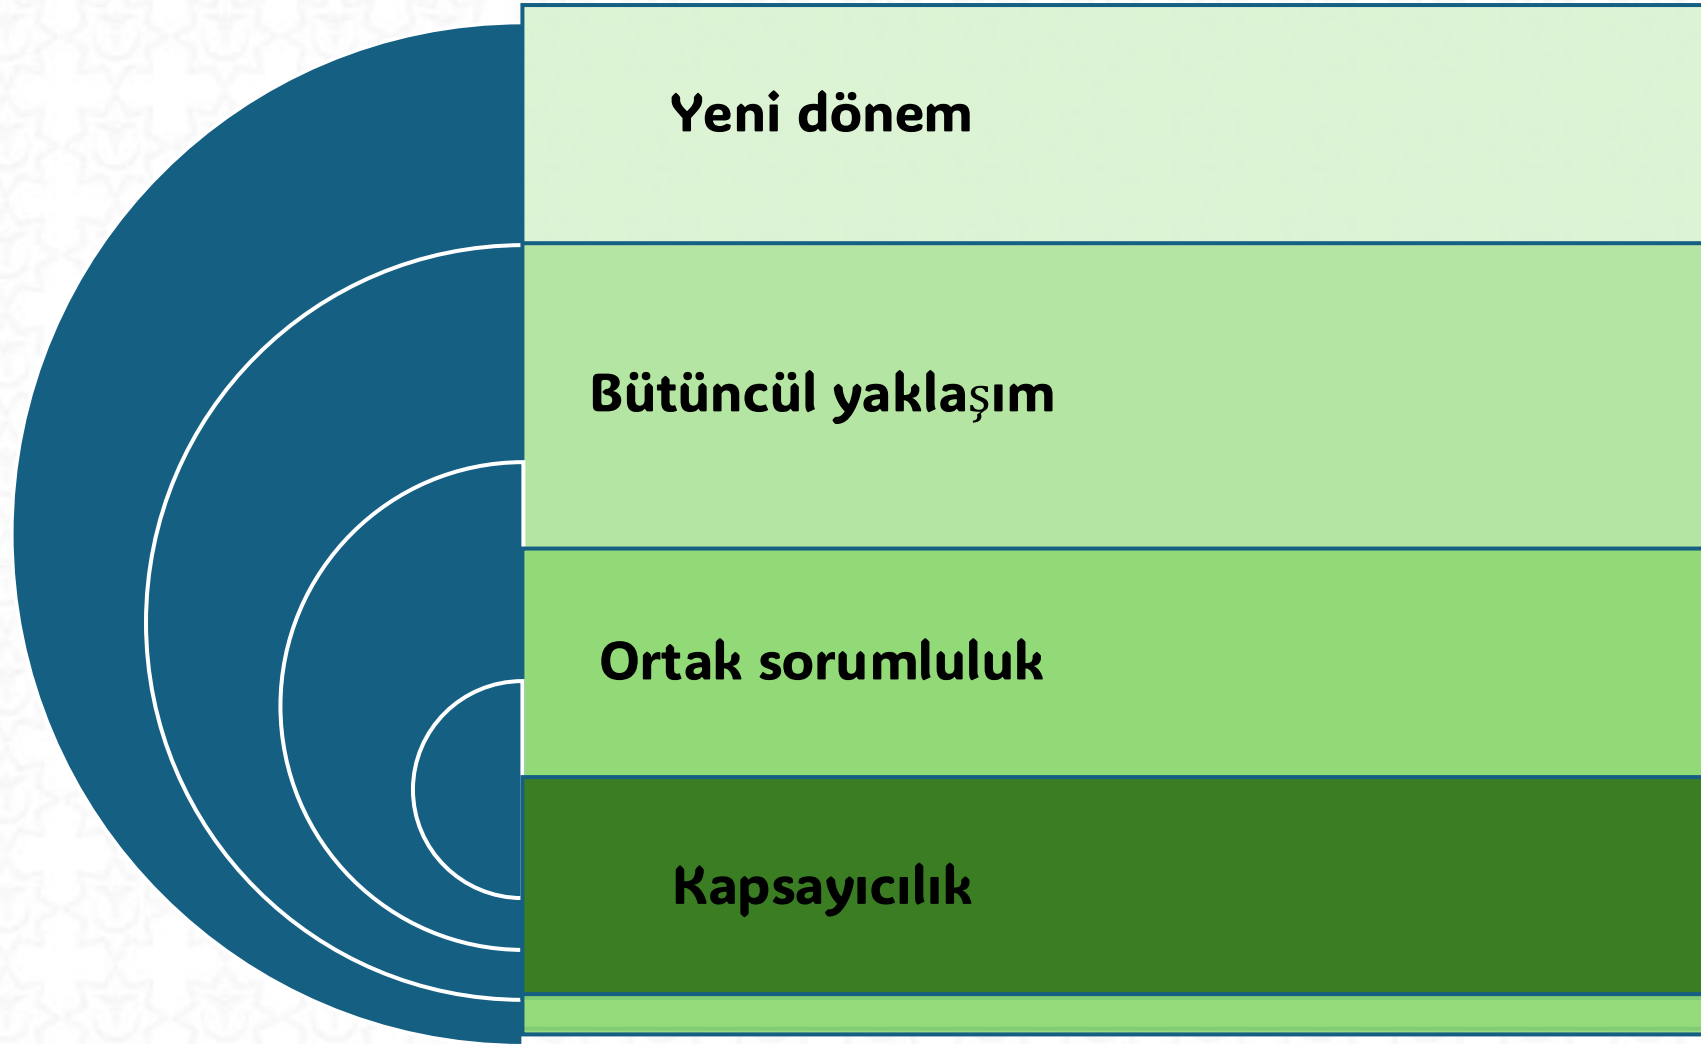 Yeni dönem
Bütüncül yaklaşım
Ortak sorumluluk
Kapsayıcılık